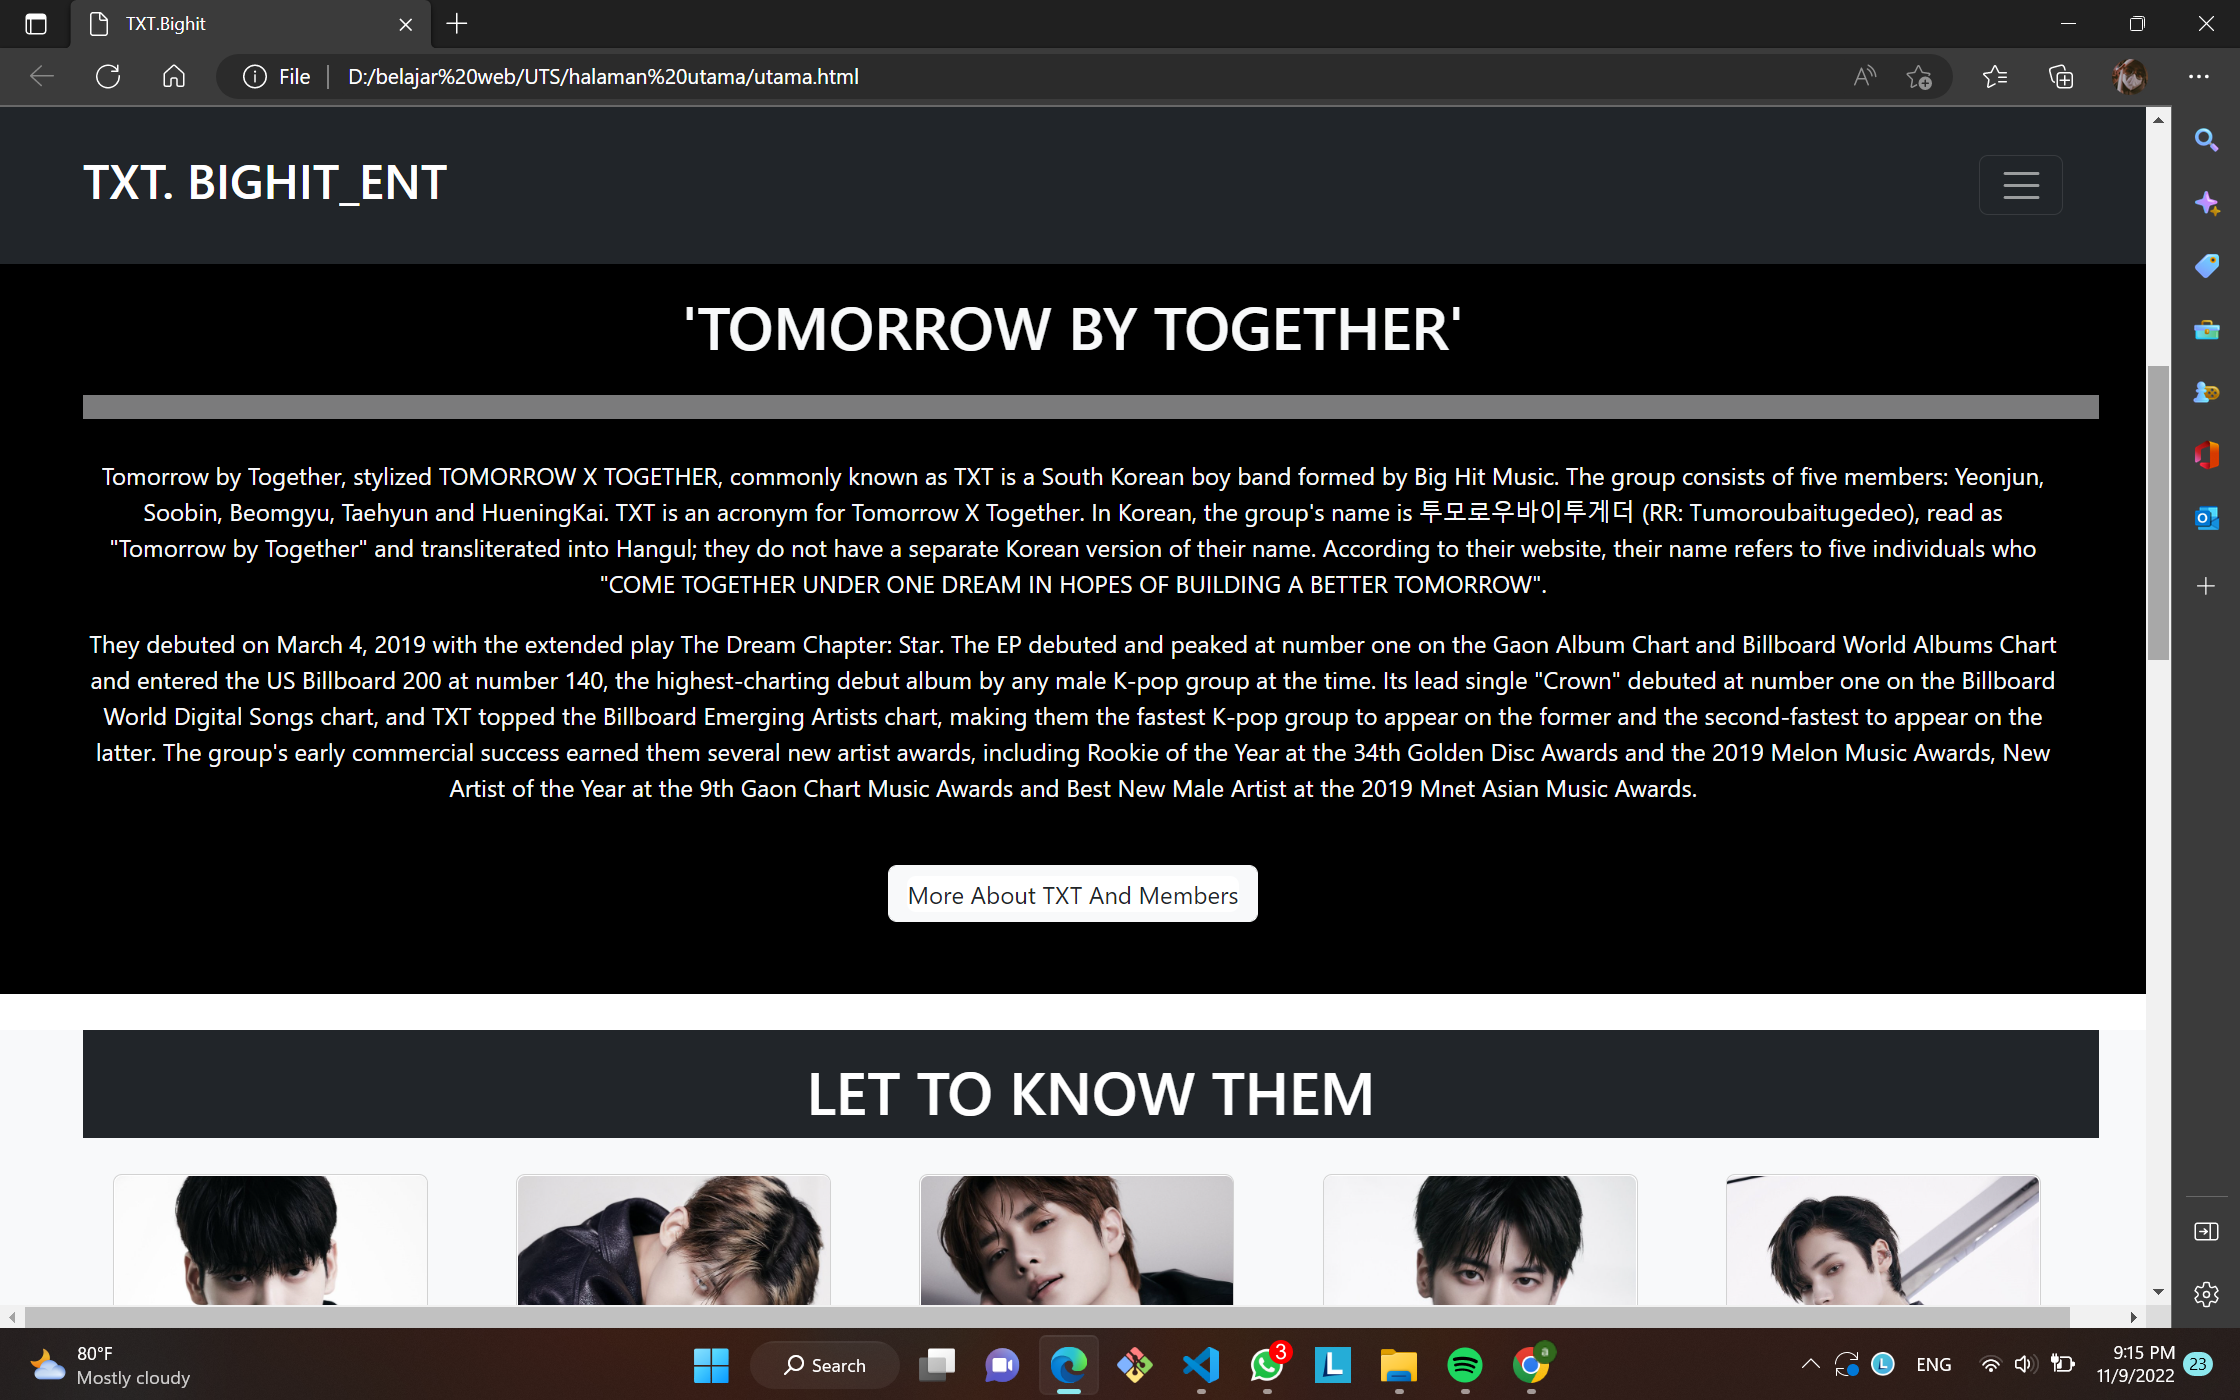 TXT.Bighit
File
D:/belajar%20web/UTS/halaman%20utama/utama.html
TXT. BIGHIT_ENT
'TOMORROW BY TOGETHER'
Tomorrow by Together, stylized TOMORROW X TOGETHER, commonly known as TXT is a South Korean boy band formed by Big Hit Music. The group consists of five members: Yeonjun,
Soobin, Beomgyu, Taehyun and HueningKai. TXT is an acronym for Tomorrow X Together. In Korean, the group's name is 투모로우바이투게더 (RR: Tumoroubaitugedeo), read as
"Tomorrow by Together" and transliterated into Hangul; they do not have a separate Korean version of their name. According to their website, their name refers to five individuals who
"COME TOGETHER UNDER ONE DREAM IN HOPES OF BUILDING A BETTER TOMORROW".
They debuted on March 4, 2019 with the extended play The Dream Chapter: Star. The EP debuted and peaked at number one on the Gaon Album Chart and Billboard World Albums Chart
and entered the US Billboard 200 at number 140, the highest-charting debut album by any male K-pop group at the time. Its lead single "Crown" debuted at number one on the Billboard
World Digital Songs chart, and TXT topped the Billboard Emerging Artists chart, making them the fastest K-pop group to appear on the former and the second-fastest to appear on the
latter. The group's early commercial success earned them several new artist awards, including Rookie of the Year at the 34th Golden Disc Awards and the 2019 Melon Music Awards, New
Artist of the Year at the 9th Gaon Chart Music Awards and Best New Male Artist at the 2019 Mnet Asian Music Awards.
More About TXT And Members
LET TO KNOW THEM
80°F
Mostly cloudy
Search
3
L
a
L
ENG
9:15 PM
11/9/2022
23